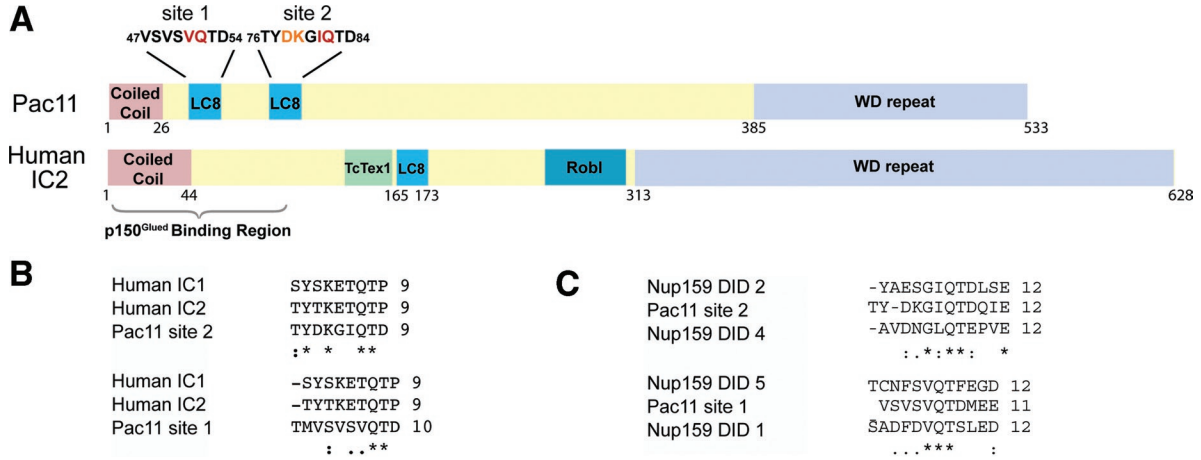 A
site 1 site 2
47VSVSVQTD54 76TYDKGIQTD84
Pac11
Coiled Coil
LC8
LC8
WD repeat
1 26 385 533
Human IC2
Coiled Coil
TcTex1
LC8
Robl
WD repeat
1 44 165 173 313 628
p150Glued Binding Region
B
Human IC1 SYSKETQTP 9
Human IC2 TYTKETQTP 9
Pac11 site 2 TYDKGIQTD 9
:* * **
Human IC1 -SYSKETQTP 9
Human IC2 -TYTKETQTP 9
Pac11 site 1 TMVSVSVQTD 10
: ..**
C
Nup159 DID 2 -YAESGIQTDLSE 12
Pac11 site 2 TY-DKGIQTDQIE 12
Nup159 DID 4 -AVDNGLQTEPVE 12
:.*:**: *
Nup159 DID 5 TCNFSVQTFEGD 12
Pac11 site 1 VSVSVQTDMEE 11
Nup159 DID 1 SADFDVQTSLED 12
...*** :